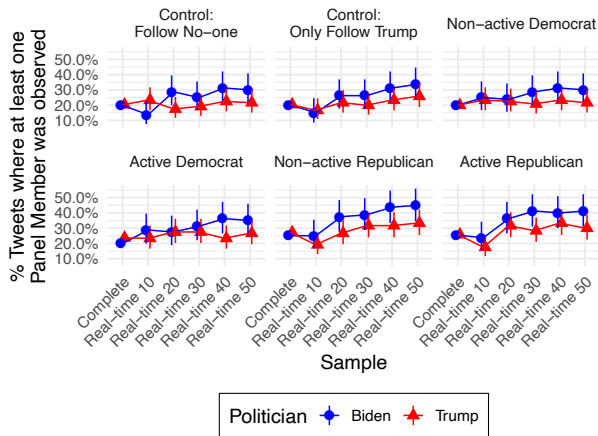 Control:
Follow No−one
Control:
Only Follow Trump
Non−active Democrat
50.0%
40.0%
30.0%
20.0%
10.0%
Active Democrat
Non−active Republican
Active Republican
50.0%
40.0%
30.0%
20.0%
10.0%
% Tweets where at least one
Panel Member was observed
Complete
Real−time 10
Real−time 20
Real−time 30
Real−time 40
Real−time 50
Complete
Real−time 10
Real−time 20
Real−time 30
Real−time 40
Real−time 50
Complete
Real−time 10
Real−time 20
Real−time 30
Real−time 40
Real−time 50
Sample
Politician Biden Trump